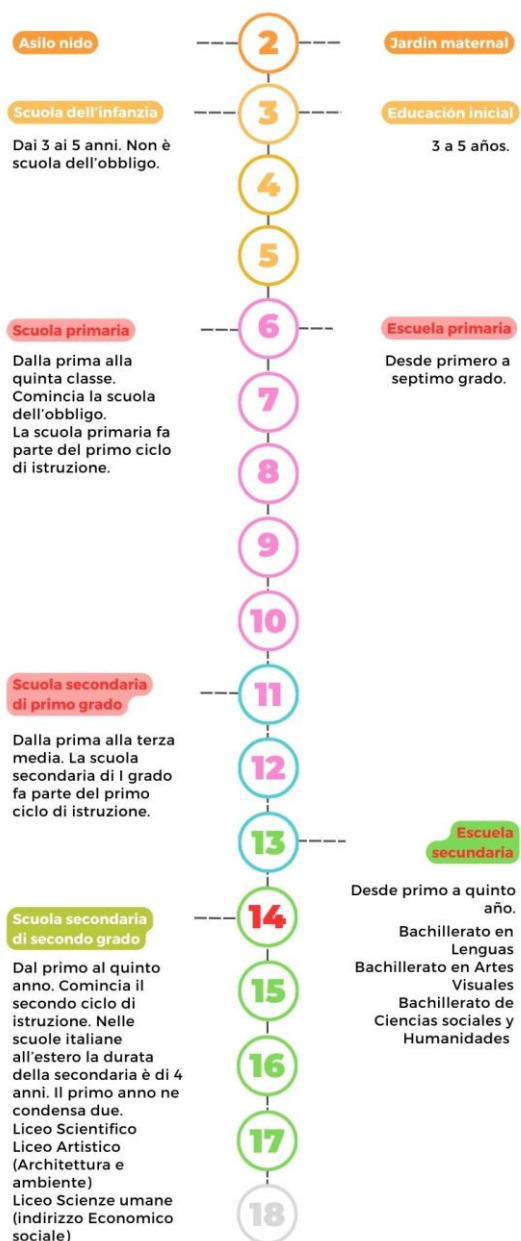 Asilo nido
2
Jardin maternal
Scuola dell'infanzia
3
Educación inicial
Dai 3 ai 5 anni. Non è
scuola dell'obbligo.
3 a 5 años.
4
5
Scuola primaria
6
Escuela primaria
Dalla prima alla
quinta classe.
Comincia la scuola
dell'obbligo.
La scuola primaria fa
parte del primo ciclo
di istruzione.
Desde primero a
septimo grado.
7
8
9
10
Scuola secondaria
di primo grado
11
Dalla prima alla terza
media. La scuola
secondaria di I grado
fa parte del primo
ciclo di istruzione.
12
13
Escuela
secundaria
Desde primo a quinto
año.
Bachillerato en
Lenguas
Bachillerato en Artes
Visuales
Bachillerato de
Ciencias sociales y
Humanidades
Scuola secondaria
di secondo grado
14
Dal primo al quinto
anno. Comincia il
secondo ciclo di
istruzione. Nelle
scuole italiane
all'estero la durata
della secondaria è di 4
anni. Il primo anno ne
condensa due.
Liceo Scientifico
Liceo Artistico
(Architettura e
ambiente)
Liceo Scienze umane
(indirizzo Economico
sociale)
15
16
17
18